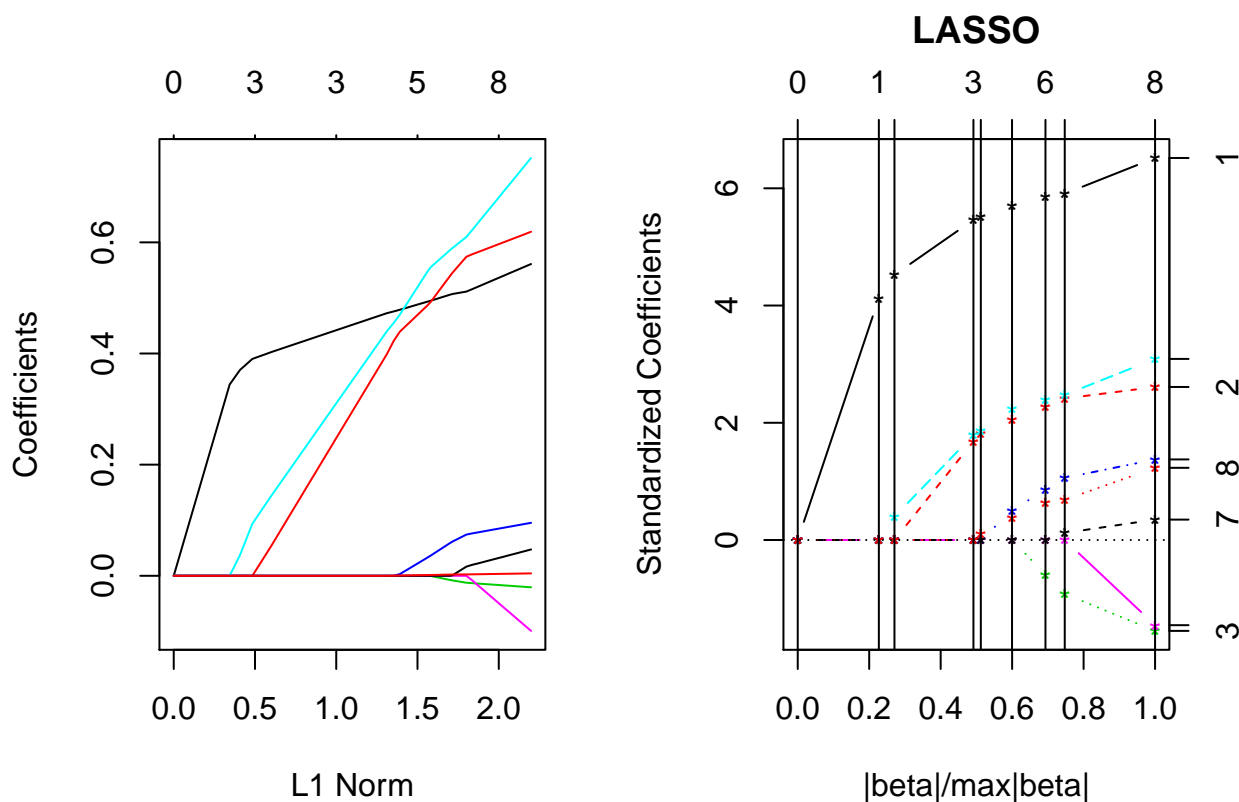 0 3 3 5 8
Coefficients
0.6
0.4
0.2
0.0
0.0 0.5 1.0 1.5 2.0
L1 Norm
LASSO
0 1 3 6 8
Standardized Coefficients
6
4
2
0
1
2
8
7
3
0.0 0.2 0.4 0.6 0.8 1.0
|beta|/max|beta|